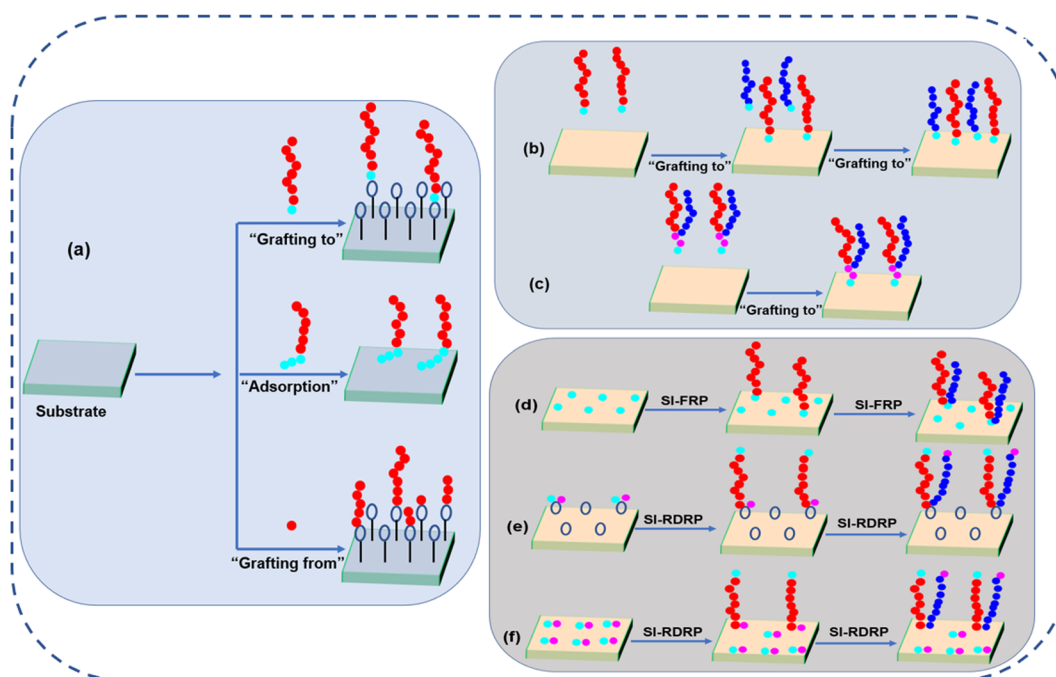 (a)
Substrate
“Grafting to”
“Adsorption”
“Grafting from”
(b)
“Grafting to”
“Grafting to”
(c)
“Grafting to”
(d)
SI-FRP
SI-FRP
(e)
SI-RDRP
SI-RDRP
(f)
SI-RDRP
SI-RDRP